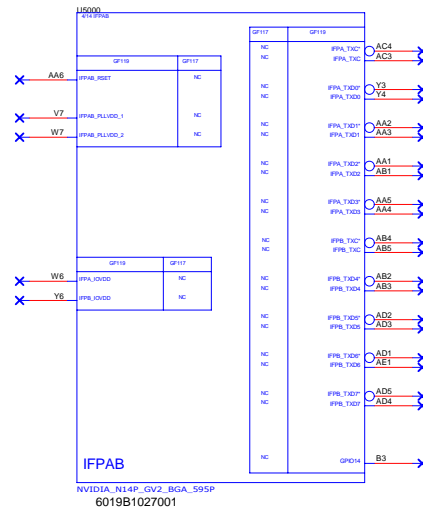 U5000
4/14 IFPAB
GF119 GF117
AA6 IFPAB_RSET NC
V7 IFPAB_PLLVDD_1 NC
W7 IFPAB_PLLVDD_2 NC
GF119 GF117
W6 IFPA_IOVDD NC
Y6 IFPB_IOVDD NC
GF117 GF119
NC IFPA_TXC* AC4
NC IFPA_TXC AC3
NC IFPA_TXD0* Y3
NC IFPA_TXD0 Y4
NC IFPA_TXD1* AA2
NC IFPA_TXD1 AA3
NC IFPA_TXD2* AA1
NC IFPA_TXD2 AB1
NC IFPA_TXD3* AA5
NC IFPA_TXD3 AA4
NC IFPB_TXC* AB4
NC IFPB_TXC AB5
NC IFPB_TXD4* AB2
NC IFPB_TXD4 AB3
NC IFPB_TXD5* AD2
NC IFPB_TXD5 AD3
NC IFPB_TXD6* AD1
NC IFPB_TXD6 AE1
NC IFPB_TXD7* AD5
NC IFPB_TXD7 AD4
NC GPIO14 B3
IFPAB
NVIDIA_N14P_GV2_BGA_595P
6019B1027001